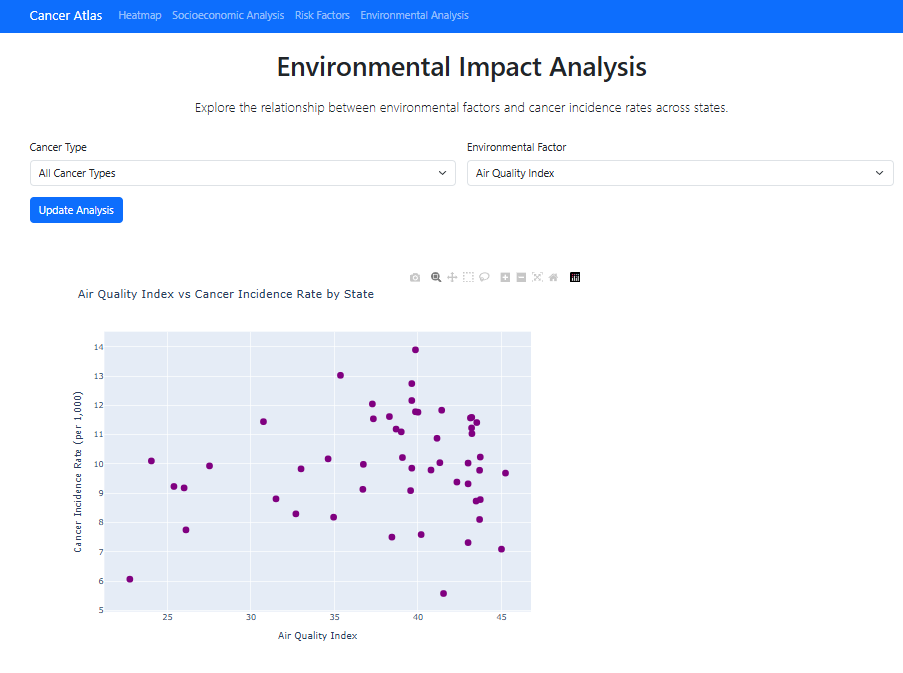 Cancer Atlas Heatmap Socioeconomic Analysis Risk Factors Environmental Analysis
Environmental Impact Analysis
Explore the relationship between environmental factors and cancer incidence rates across states.
Cancer Type Environmental Factor
All Cancer Types Air Quality Index
Update Analysis
Air Quality Index vs Cancer Incidence Rate by State
Cancer Incidence Rate (per 1,000)
14
13
12
11
10
9
8
7
6
5
25 30 35 40 45
Air Quality Index